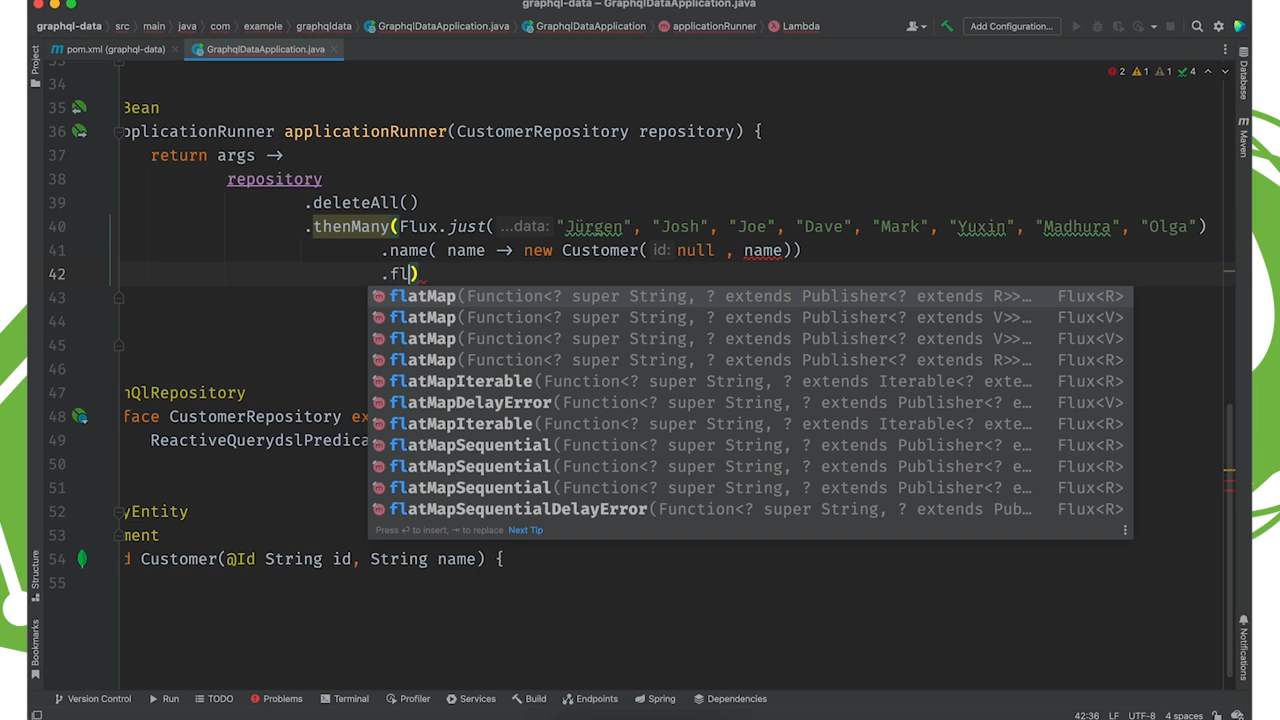 graphql-data – GraphqlDataApplication.java
graphql-data src main java com example graphqldata GraphqlDataApplication.java GraphqlDataApplication applicationRunner Lambda Add Configuration...
pom.xml (graphql-data) GraphqlDataApplication.java
Project
Database
Maven
2 1 1 4
34
35 Bean
36 pplicationRunner applicationRunner(CustomerRepository repository) {
37 return args →
38 repository
39 .deleteAll()
40 .thenMany(Flux.just( ...data: "Jürgen", "Josh", "Joe", "Dave", "Mark", "Yuxin", "Madhura", "Olga")
41 .name( name → new Customer( id: null , name))
42 .fl)
43
44
45
46
47 hQlRepository
48 face CustomerRepository ex
49 ReactiveQuerydslPredica
50
51
52 yEntity
53 ment
54 d Customer(@Id String id, String name) {
55
flatMap(Function<? super String, ? extends Publisher<? extends R>>… Flux<R>
flatMap(Function<? super String, ? extends Publisher<? extends V>>… Flux<V>
flatMap(Function<? super String, ? extends Publisher<? extends V>>… Flux<V>
flatMap(Function<? super String, ? extends Publisher<? extends R>>… Flux<R>
flatMapIterable(Function<? super String, ? extends Iterable<? exte… Flux<R>
flatMapDelayError(Function<? super String, ? extends Publisher<? e… Flux<V>
flatMapIterable(Function<? super String, ? extends Iterable<? exte… Flux<R>
flatMapSequential(Function<? super String, ? extends Publisher<? e… Flux<R>
flatMapSequential(Function<? super String, ? extends Publisher<? e… Flux<R>
flatMapSequential(Function<? super String, ? extends Publisher<? e… Flux<R>
flatMapSequentialDelayError(Function<? super String, ? extends Pub… Flux<R>
Press ⏎ to insert, ⇥ to replace Next Tip
Structure
Bookmarks
Notifications
Version Control Run TODO Problems Terminal Profiler Services Build Endpoints Spring Dependencies
42:36 LF UTF-8 4 spaces